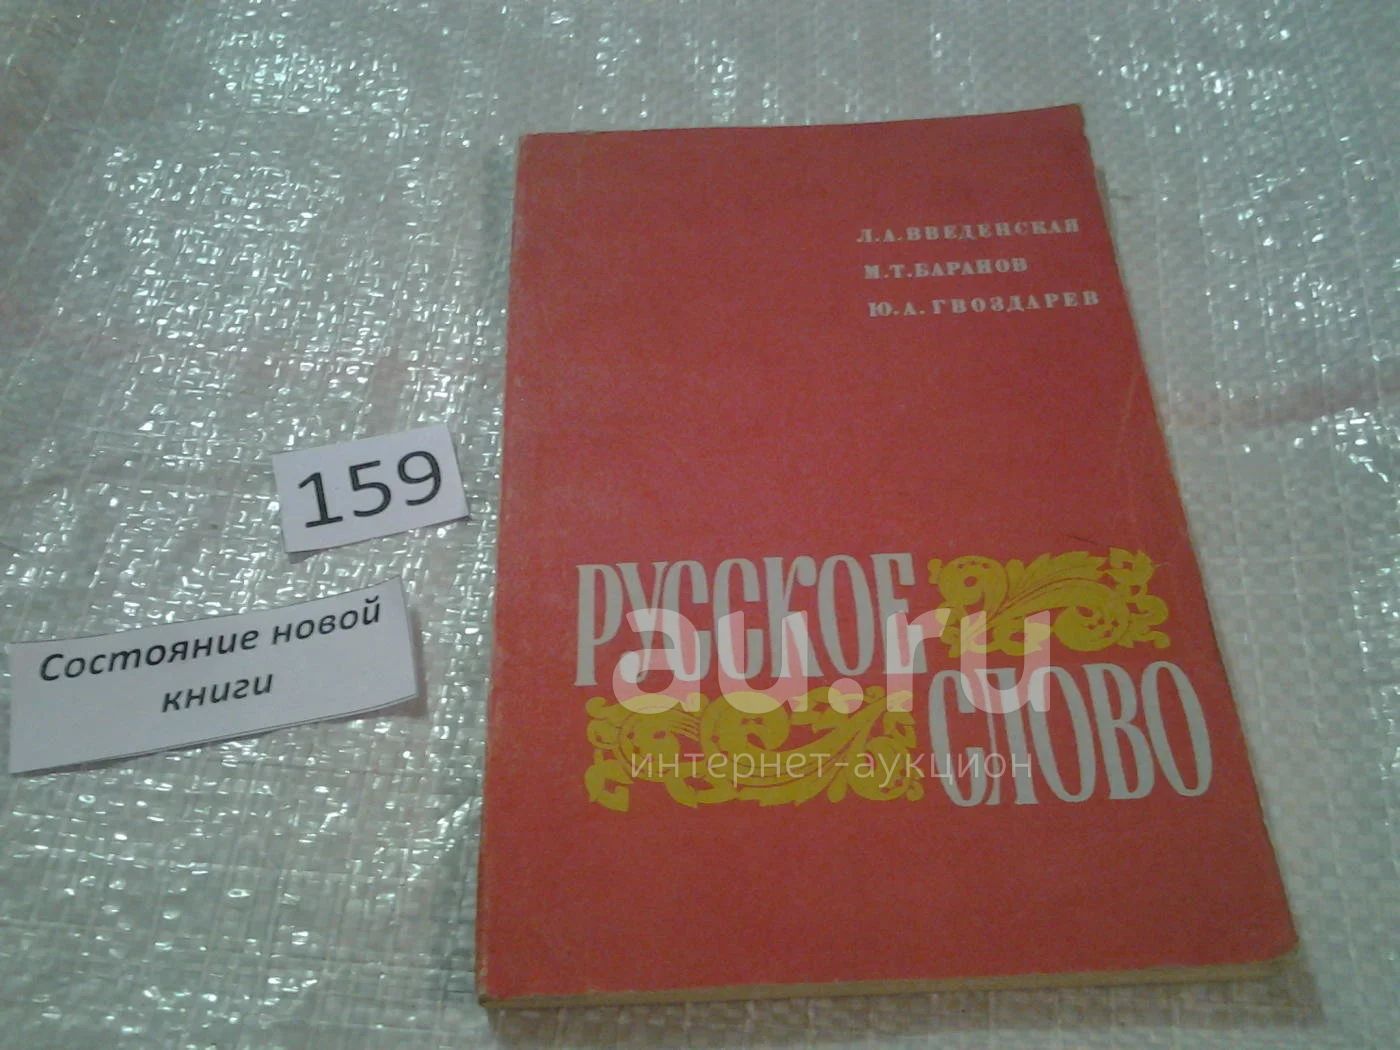 Л.А.ВВЕДЕНСКАЯ
М.Т.БАРАНОВ
Ю.А.ГВОЗДАРЕВ
159
Состояние новой
книги
РУССКОЕ
СЛОВО
au.ru
интернет-аукцион